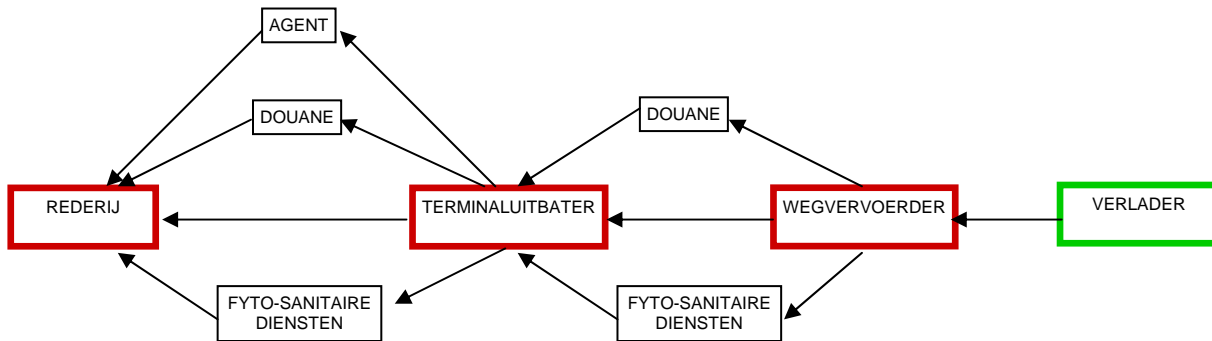 AGENT
DOUANE
DOUANE
REDERIJ
TERMINALUITBATER
WEGVERVOERDER
VERLADER
FYTO-SANITAIRE
DIENSTEN
FYTO-SANITAIRE
DIENSTEN